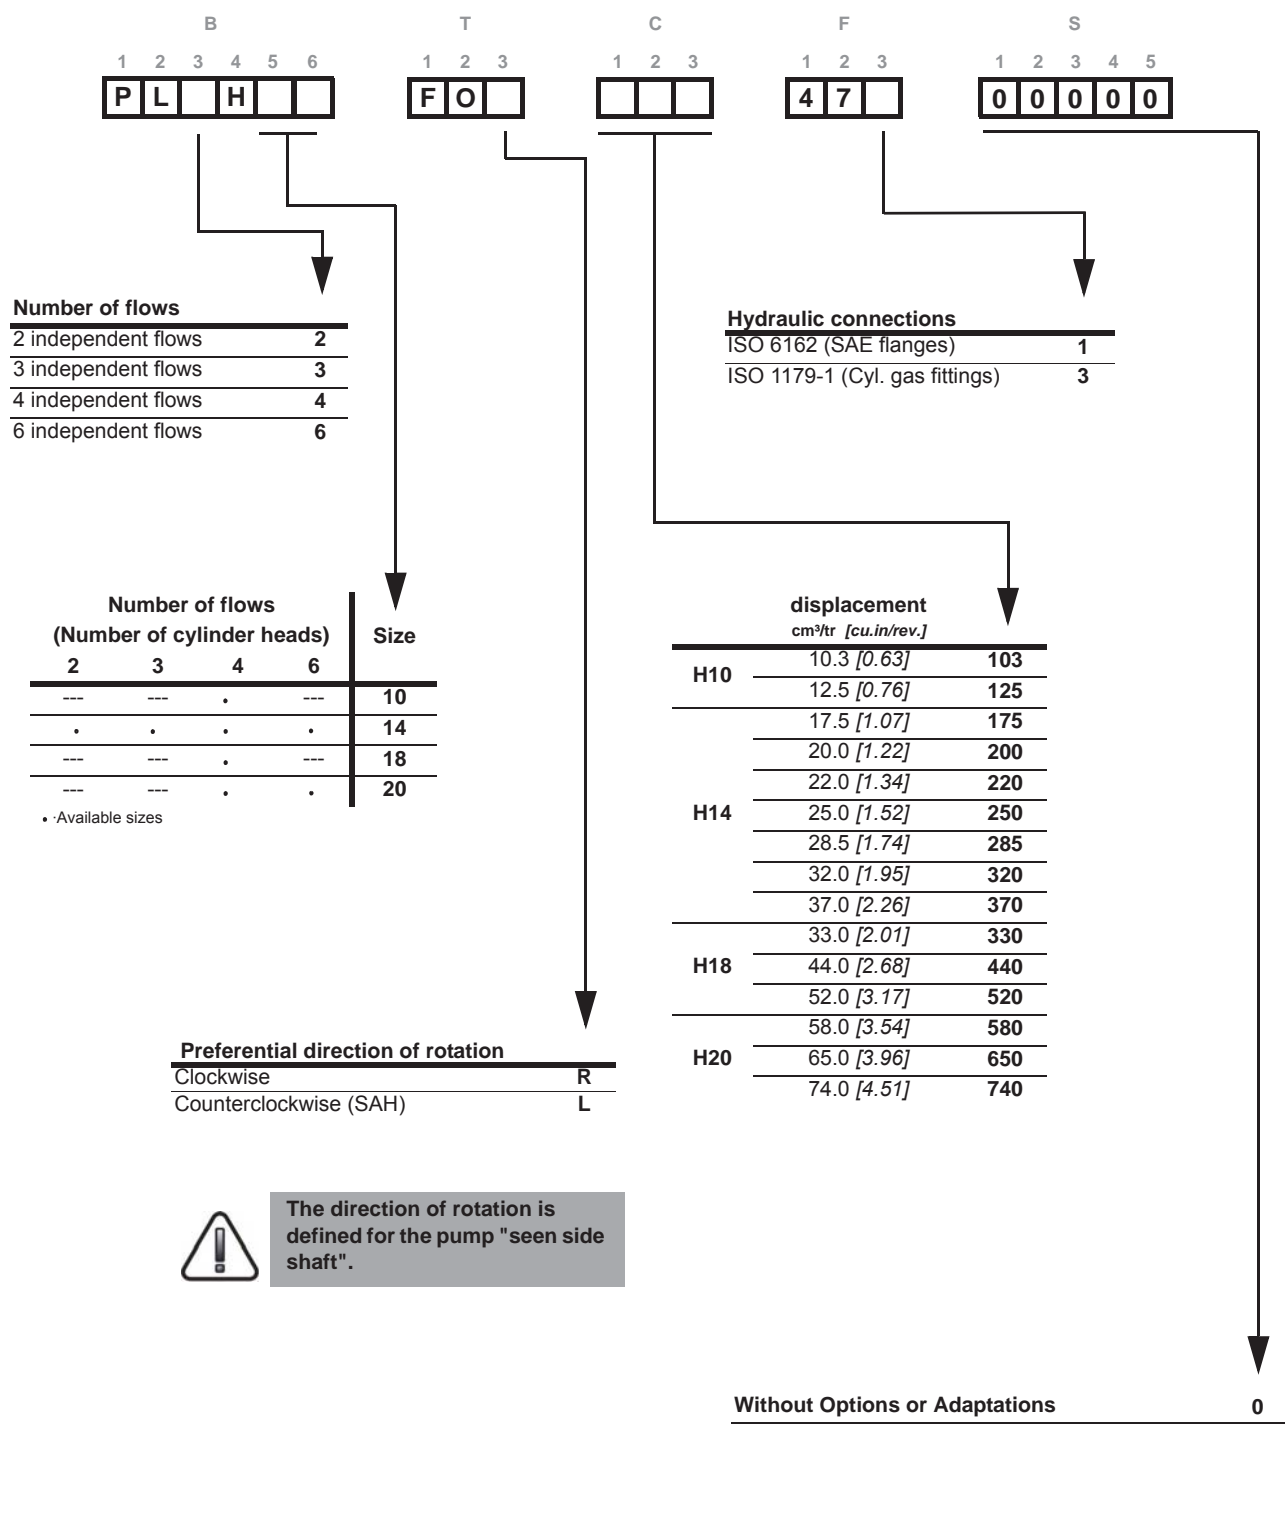 B T C F S
1 2 3 4 5 6 1 2 3 1 2 3 1 2 3 1 2 3 4 5
P L H F O 4 7 0 0 0 0 0
Number of flows
2 independent flows 2
3 independent flows 3
4 independent flows 4
6 independent flows 6
Hydraulic connections
ISO 6162 (SAE flanges) 1
ISO 1179-1 (Cyl. gas fittings) 3
Number of flows
(Number of cylinder heads) Size
2 3 4 6
--- --- • --- 10
• • • • 14
--- --- • --- 18
--- --- • • 20
• ·Available sizes
displacement
cm³/tr [cu.in/rev.]
H10
10.3 [0.63] 103
12.5 [0.76] 125
H14
17.5 [1.07] 175
20.0 [1.22] 200
22.0 [1.34] 220
25.0 [1.52] 250
28.5 [1.74] 285
32.0 [1.95] 320
37.0 [2.26] 370
H18
33.0 [2.01] 330
44.0 [2.68] 440
52.0 [3.17] 520
H20
58.0 [3.54] 580
65.0 [3.96] 650
74.0 [4.51] 740
Preferential direction of rotation
Clockwise R
Counterclockwise (SAH) L
The direction of rotation is
defined for the pump "seen side
shaft".
Without Options or Adaptations 0